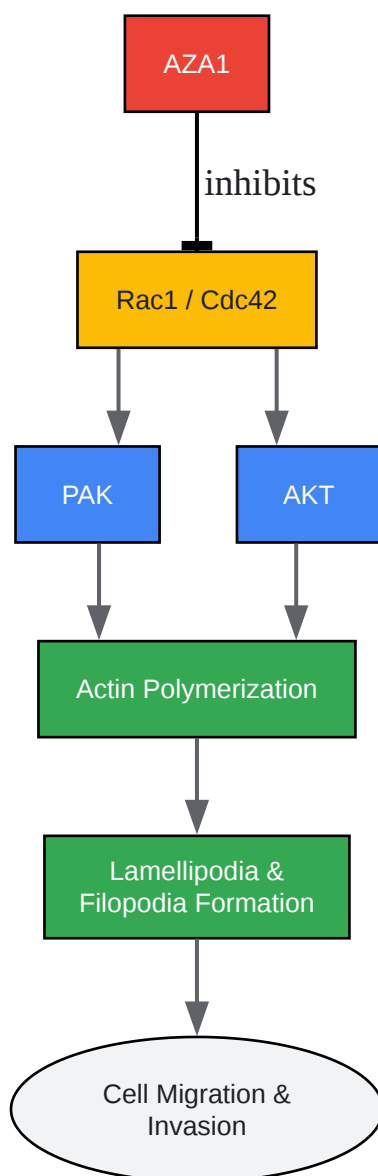 AZA1
inhibits
Rac1 / Cdc42
PAK
AKT
Actin Polymerization
Lamellipodia &
Filopodia Formation
Cell Migration &
Invasion